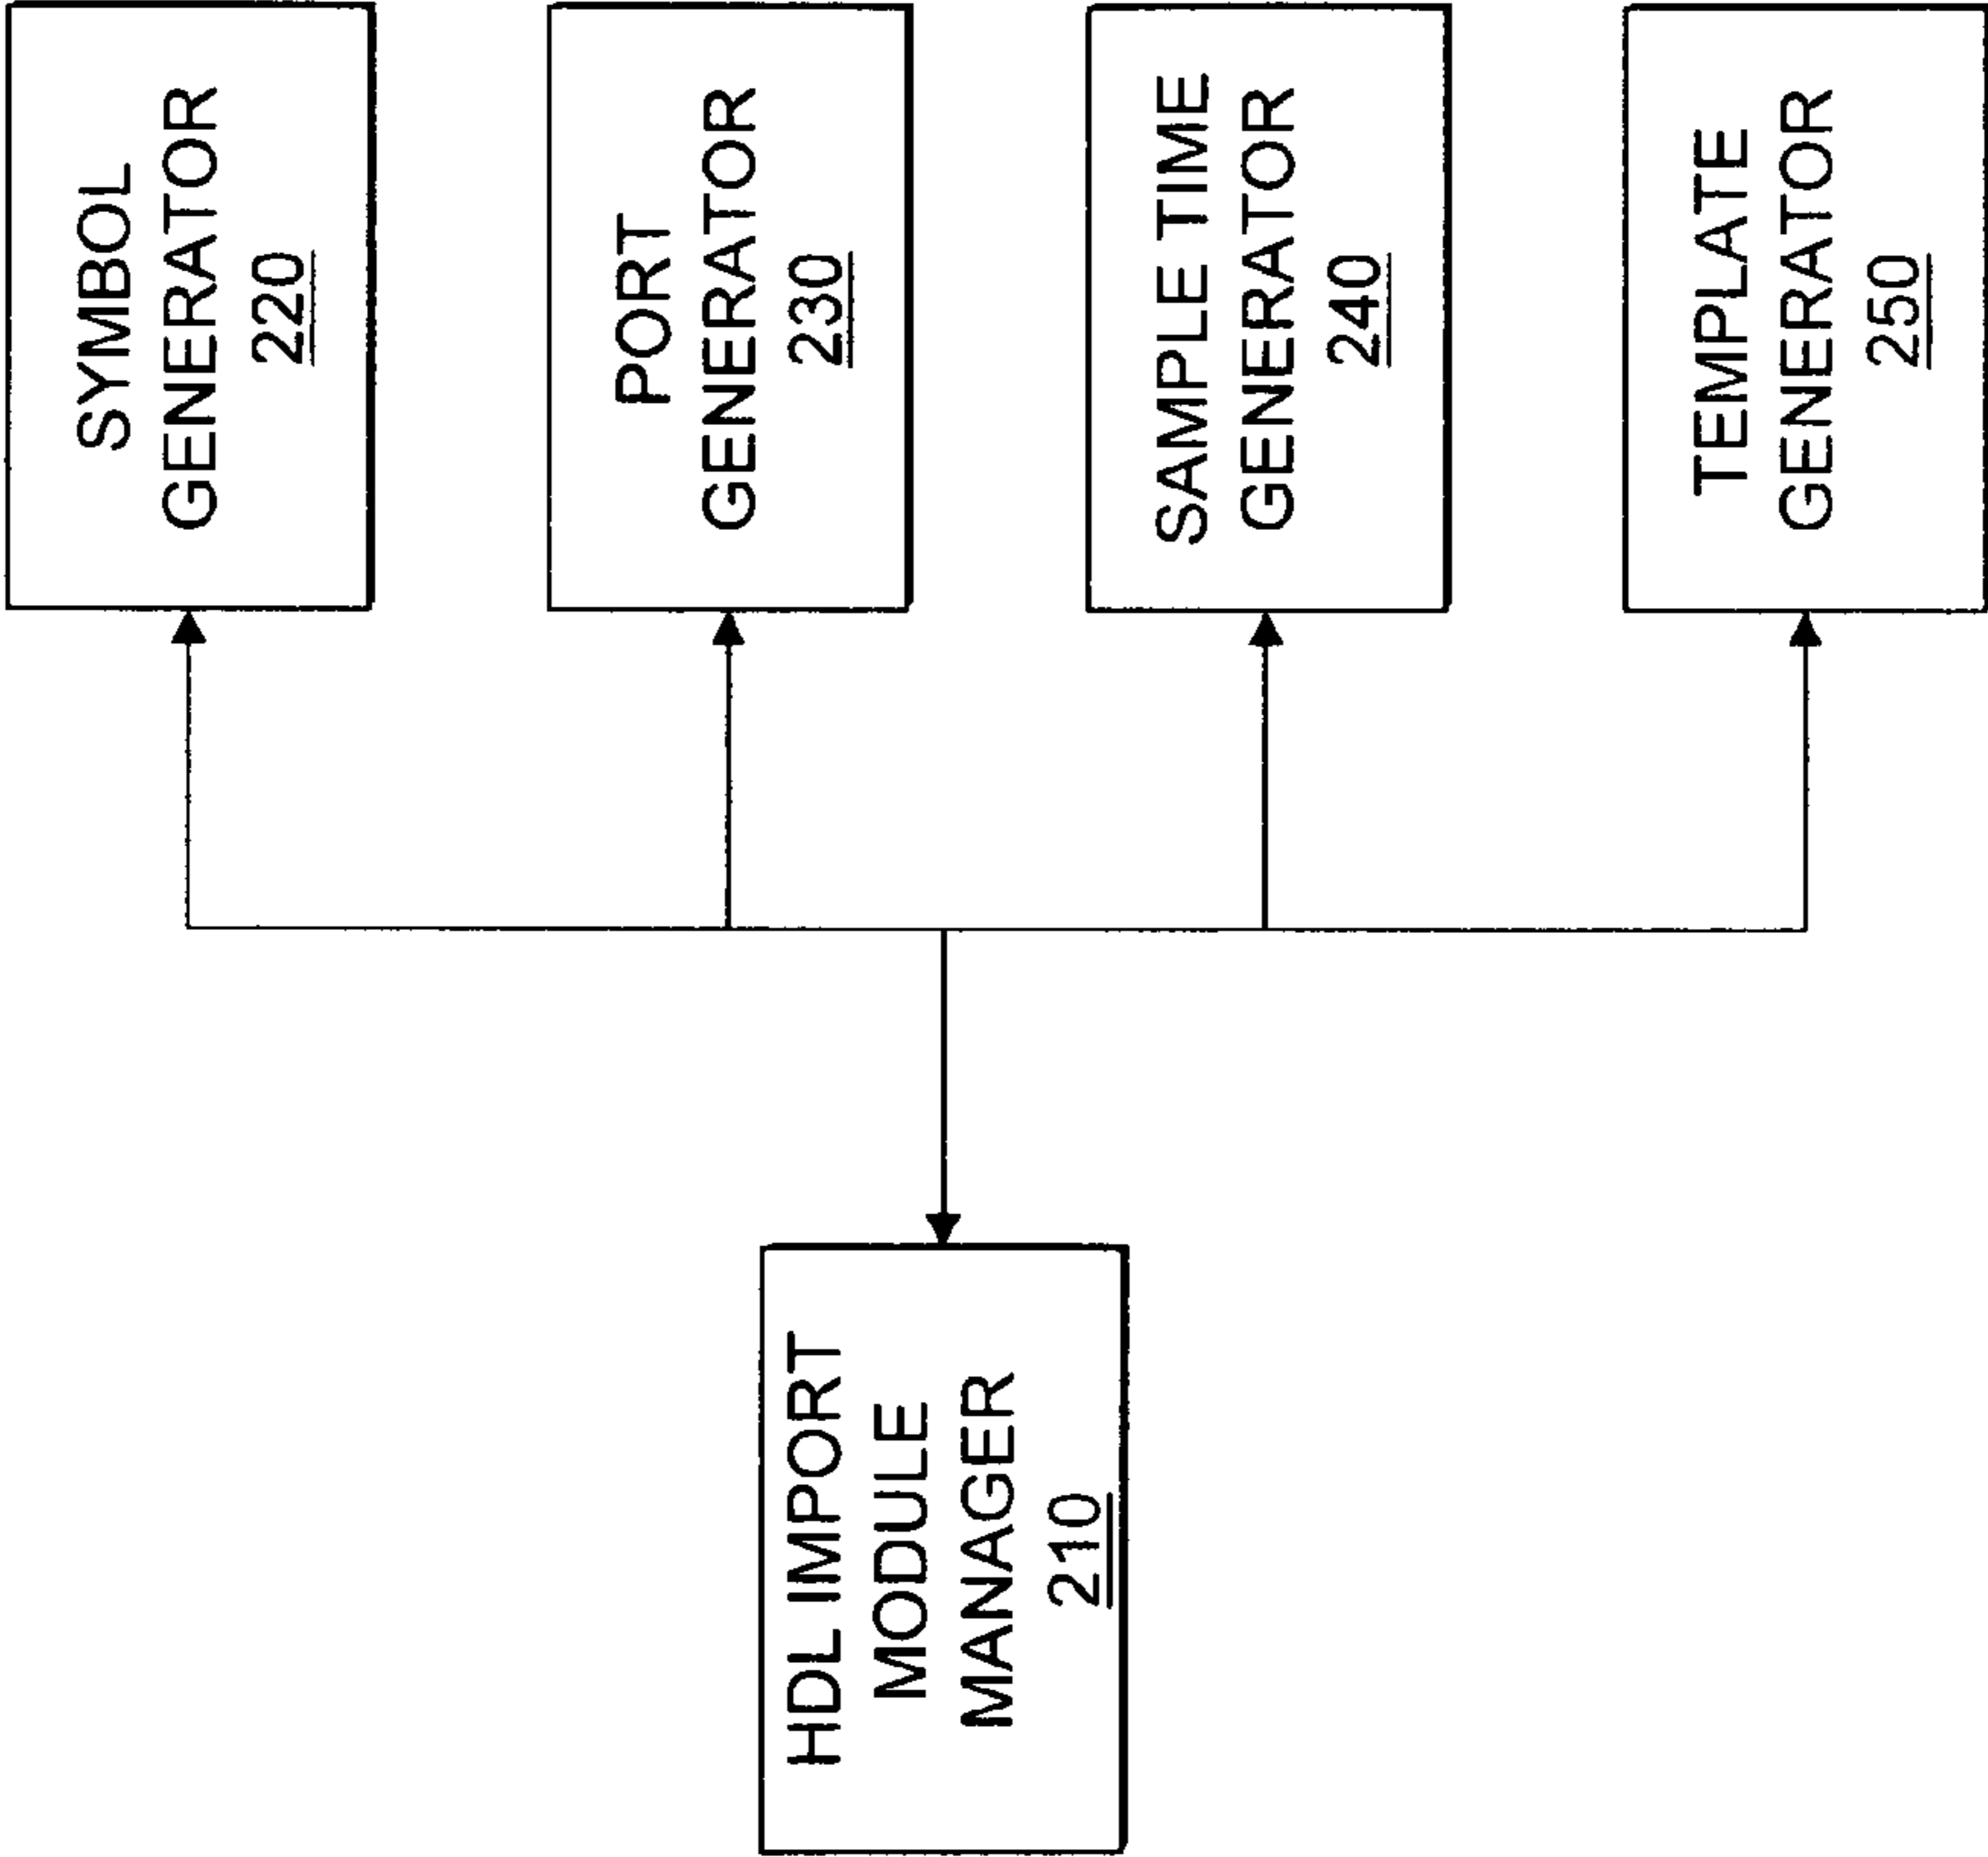 HDL IMPORT
MODULE
MANAGER
210
SYMBOL
GENERATOR
220
PORT
GENERATOR
230
SAMPLE TIME
GENERATOR
240
TEMPLATE
GENERATOR
250